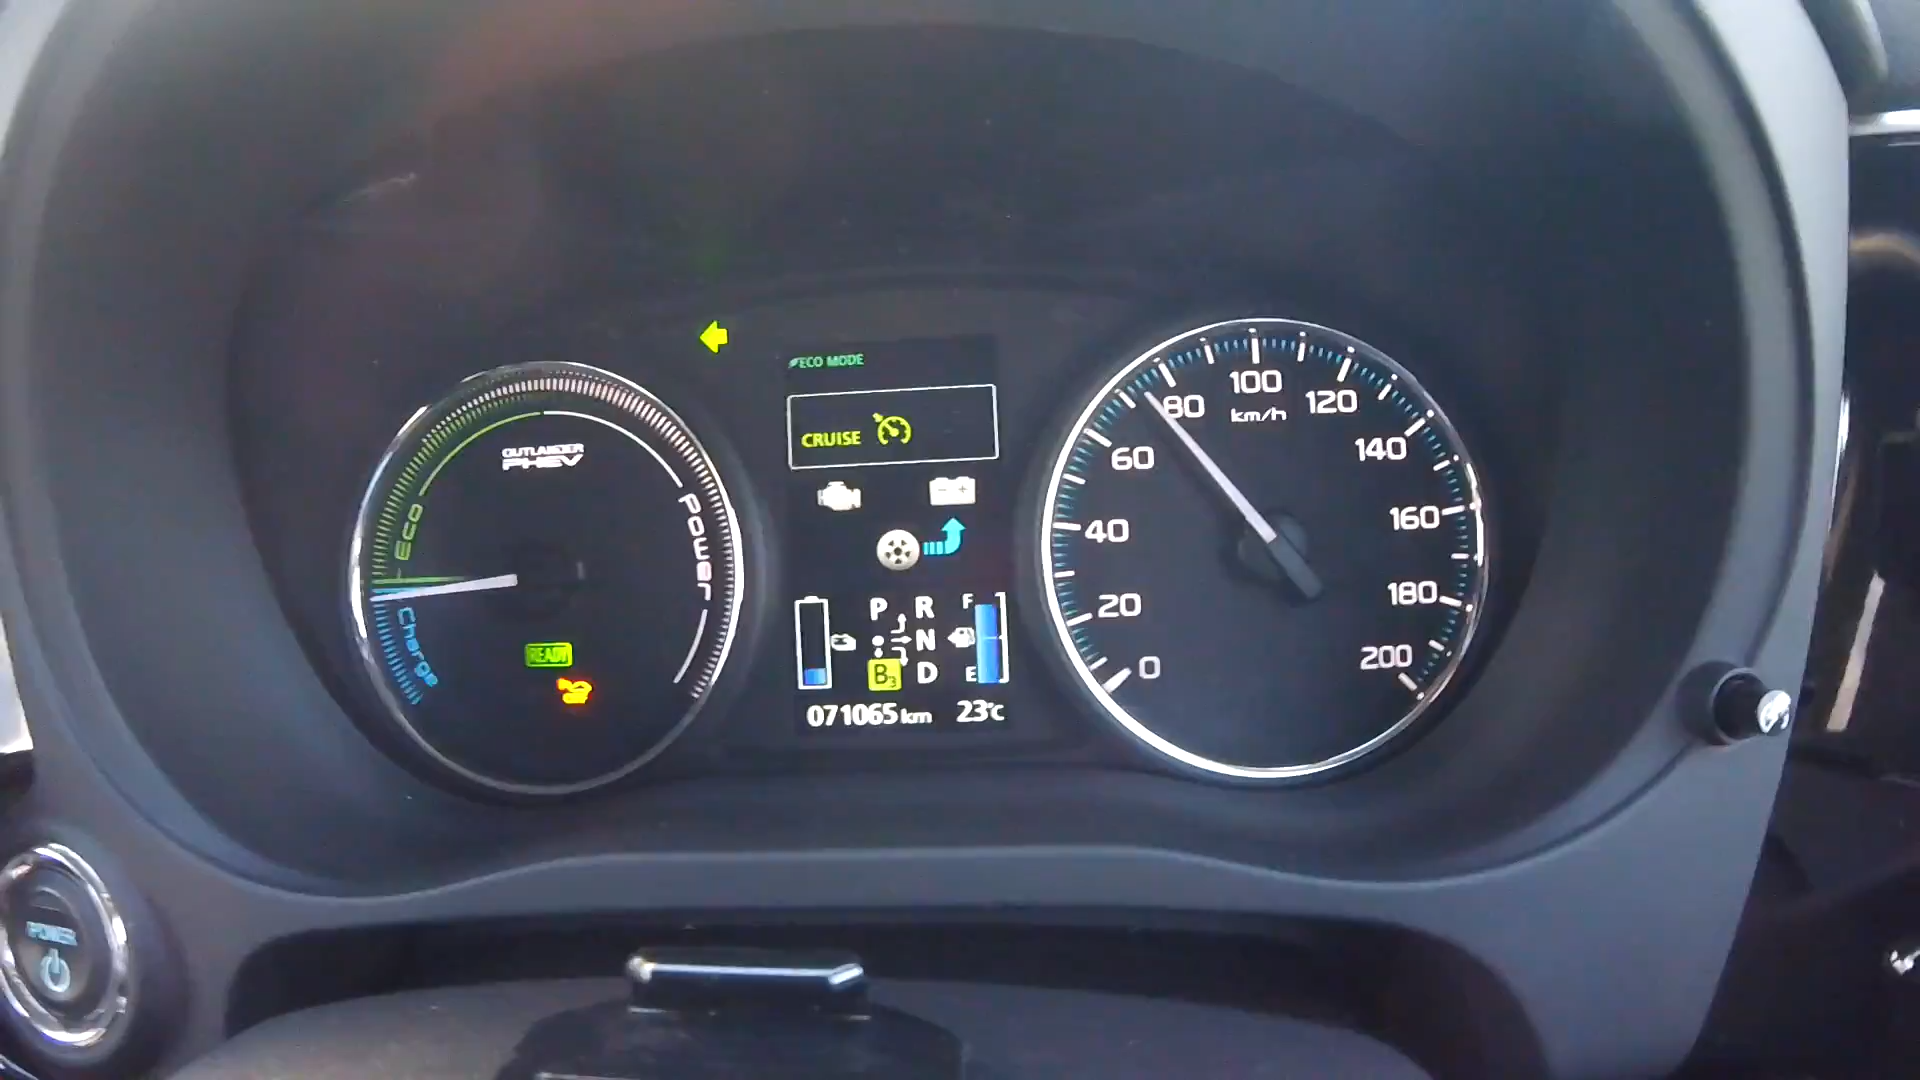 ECO MODE
CRUISE
OUTLANDER
PHEV
Eco
Charge
Power
READY
P R
N
B3 D
F
E
071065 km 23°C
0
20
40
60
80
100
120
140
160
180
200
km/h
POWER